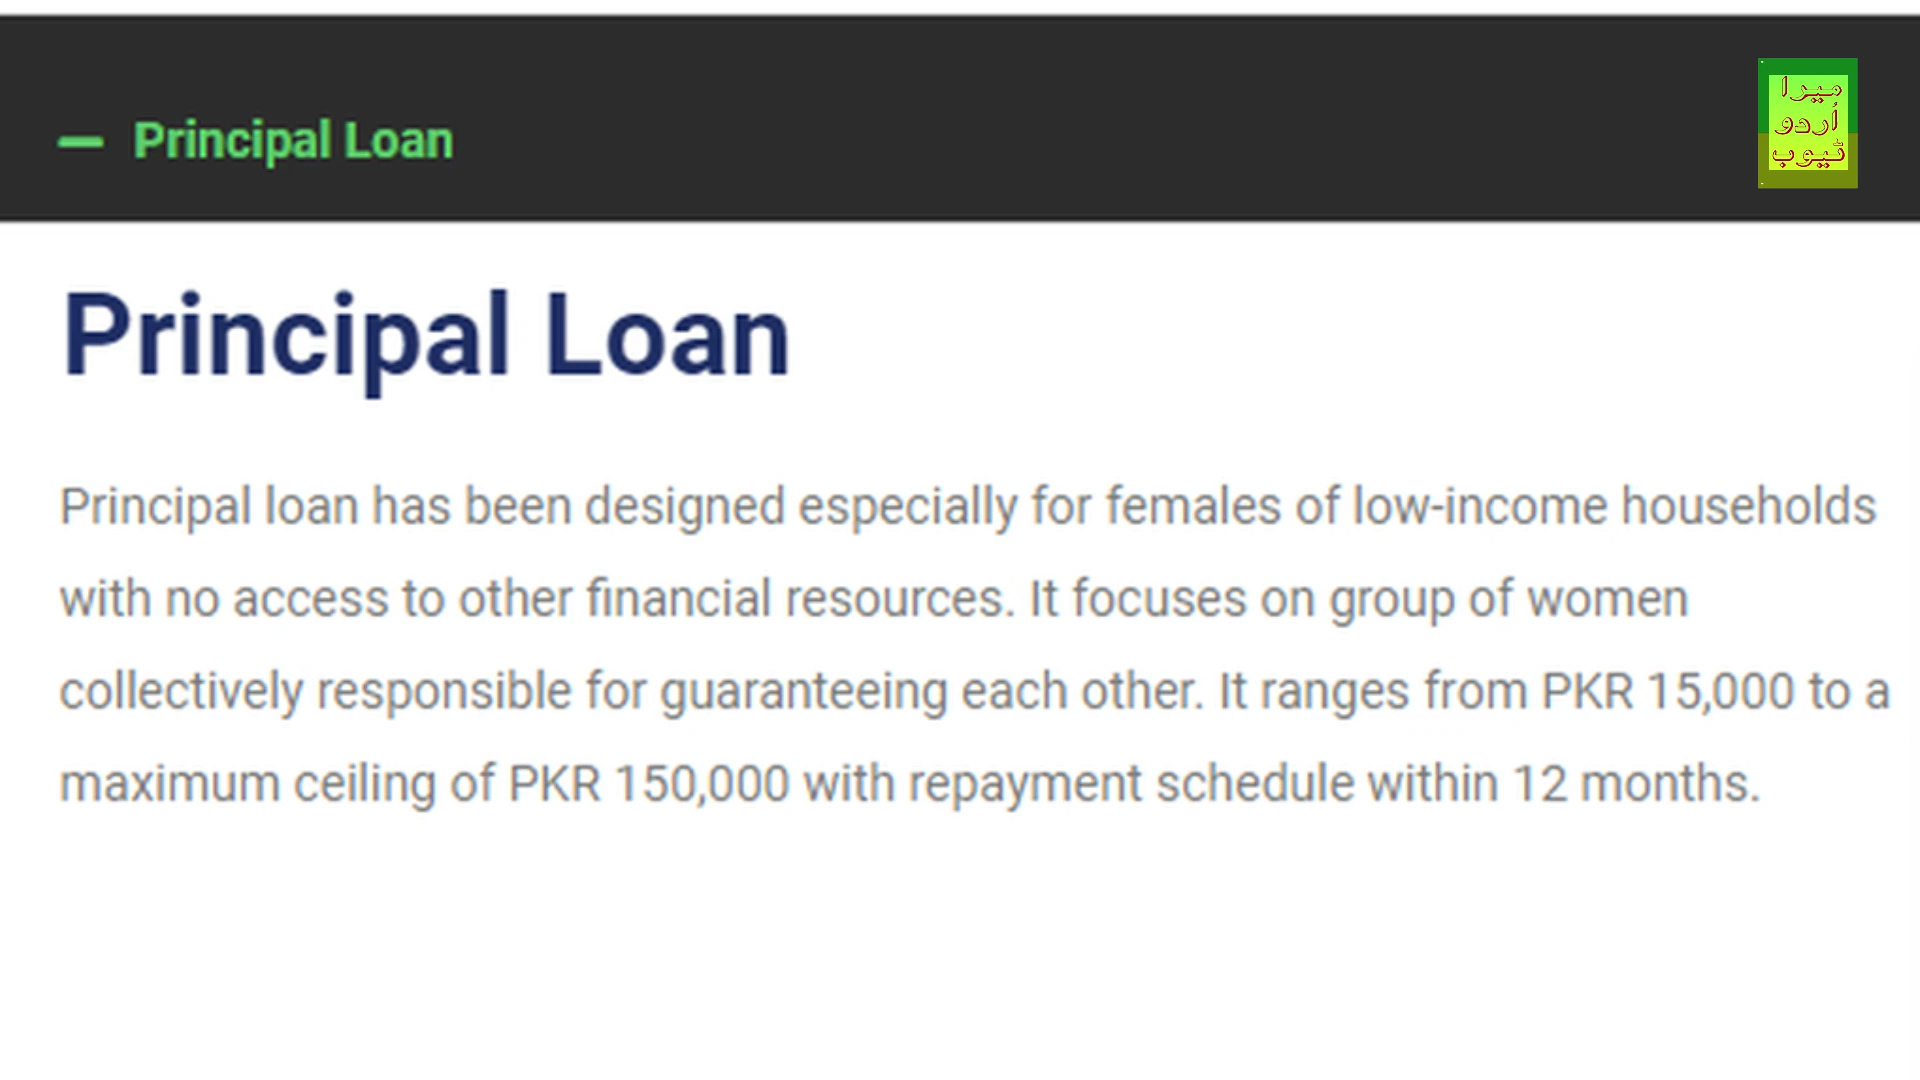 Principal Loan
میرا
اُردو
ٹیوب
Principal Loan
Principal loan has been designed especially for females of low-income households
with no access to other financial resources. It focuses on group of women
collectively responsible for guaranteeing each other. It ranges from PKR 15,000 to a
maximum ceiling of PKR 150,000 with repayment schedule within 12 months.